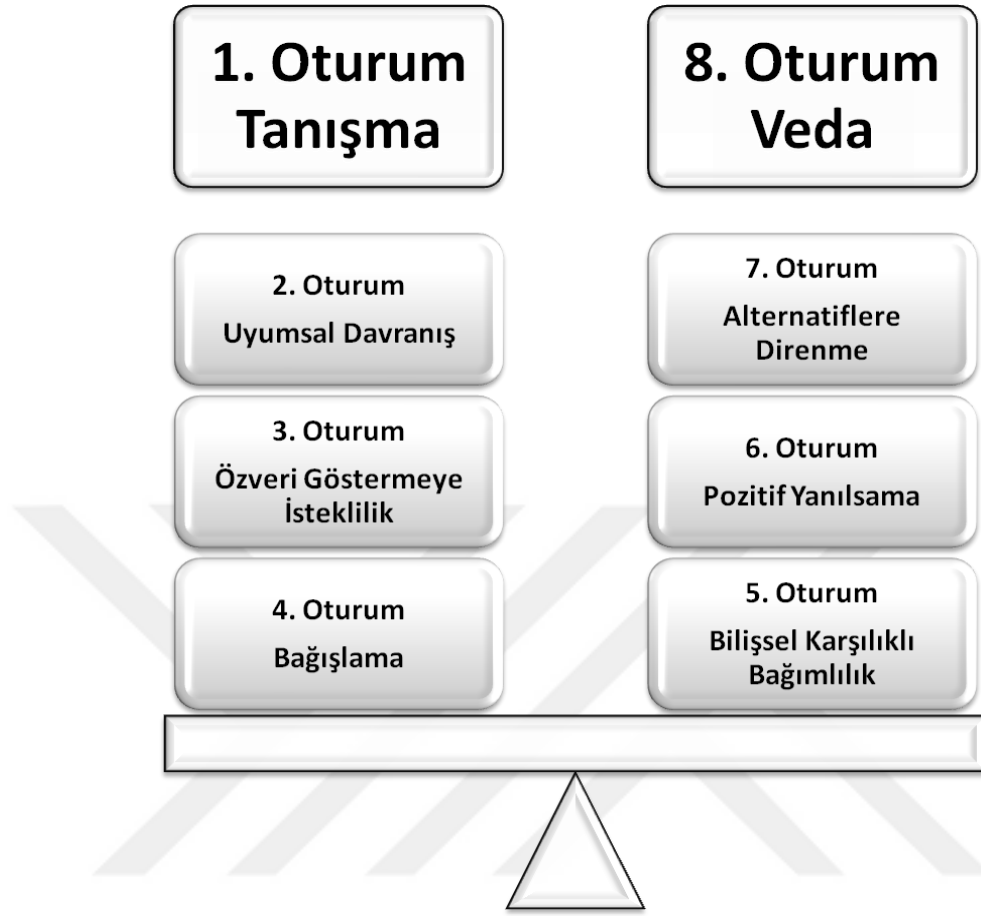 1. Oturum
Tanışma
2. Oturum
Uyumsal Davranış
3. Oturum
Özveri Göstermeye
İsteklilik
4. Oturum
Bağışlama
8. Oturum
Veda
7. Oturum
Alternatiflere
Direnme
6. Oturum
Pozitif Yanılsama
5. Oturum
Bilişsel Karşılıklı
Bağımlılık